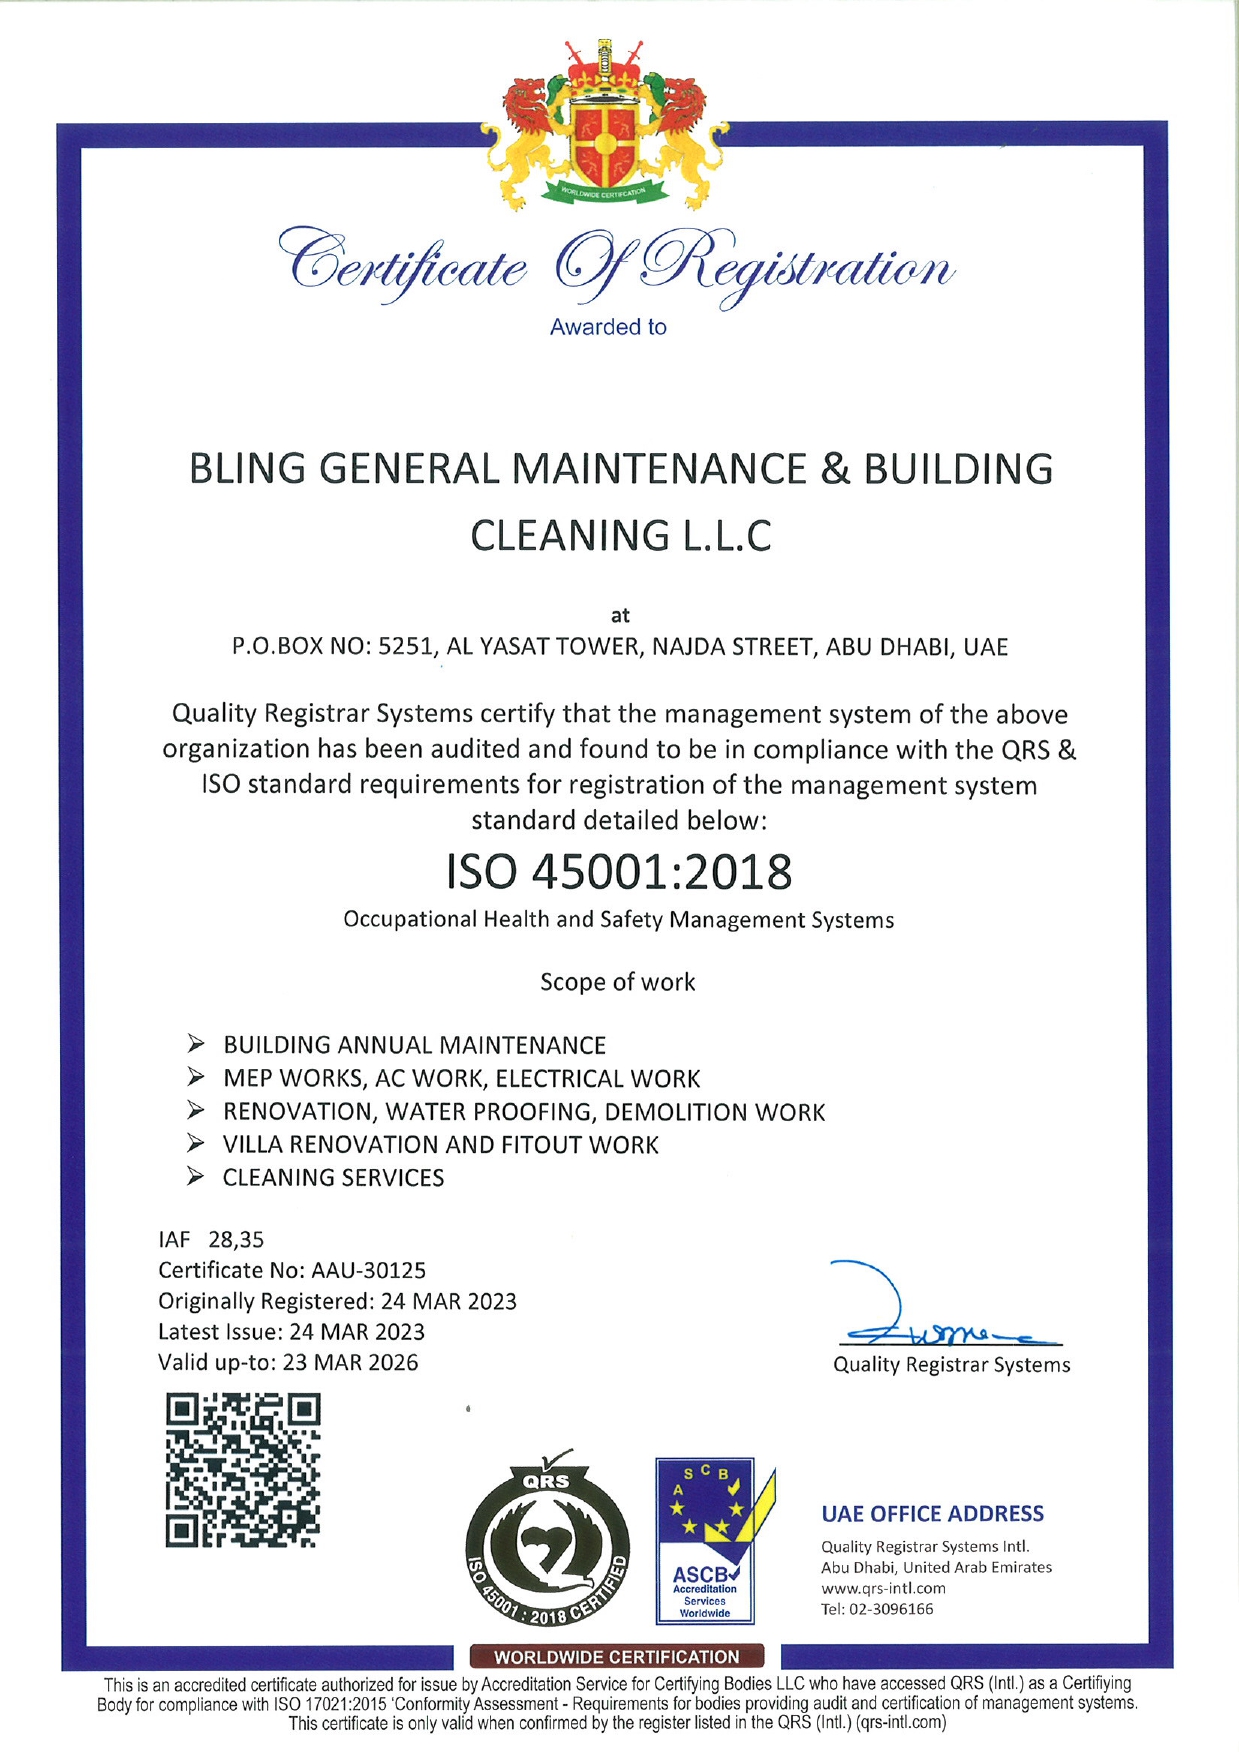 WORLDWIDE CERTIFICATION
Certificate Of Registration
Awarded to
BLING GENERAL MAINTENANCE & BUILDING
CLEANING L.L.C
at
P.O.BOX NO: 5251, AL YASAT TOWER, NAJDA STREET, ABU DHABI, UAE
Quality Registrar Systems certify that the management system of the above
organization has been audited and found to be in compliance with the QRS &
ISO standard requirements for registration of the management system
standard detailed below:
ISO 45001:2018
Occupational Health and Safety Management Systems
Scope of work
➢ BUILDING ANNUAL MAINTENANCE
➢ MEP WORKS, AC WORK, ELECTRICAL WORK
➢ RENOVATION, WATER PROOFING, DEMOLITION WORK
➢ VILLA RENOVATION AND FITOUT WORK
➢ CLEANING SERVICES
IAF 28,35
Certificate No: AAU-30125
Originally Registered: 24 MAR 2023
Latest Issue: 24 MAR 2023
Valid up-to: 23 MAR 2026
Quality Registrar Systems
QRS
ISO 45001 : 2018 CERTIFIED
A S C B
ASCB
Accreditation
Services
Worldwide
UAE OFFICE ADDRESS
Quality Registrar Systems Intl.
Abu Dhabi, United Arab Emirates
www.qrs-intl.com
Tel: 02-3096166
WORLDWIDE CERTIFICATION
This is an accredited certificate authorized for issue by Accreditation Service for Certifying Bodies LLC who have accessed QRS (Intl.) as a Certifiying
Body for compliance with ISO 17021:2015 'Conformity Assessment - Requirements for bodies providing audit and certification of management systems.
This certificate is only valid when confirmed by the register listed in the QRS (Intl.) (qrs-intl.com)